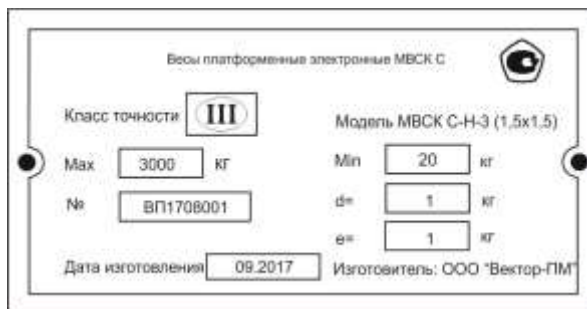 Весы платформенные электронные МВСК С
Класс точности III
Модель МВСК С-Н-3 (1,5х1,5)
Max 3000 кг
Min 20 кг
№ ВП1708001
d= 1 кг
e= 1 кг
Дата изготовления 09.2017
Изготовитель: ООО "Вектор-ПМ"